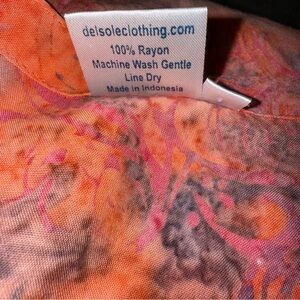 delsoleclothing.com
100% Rayon
Machine Wash Gentle
Line Dry
Made in Indonesia